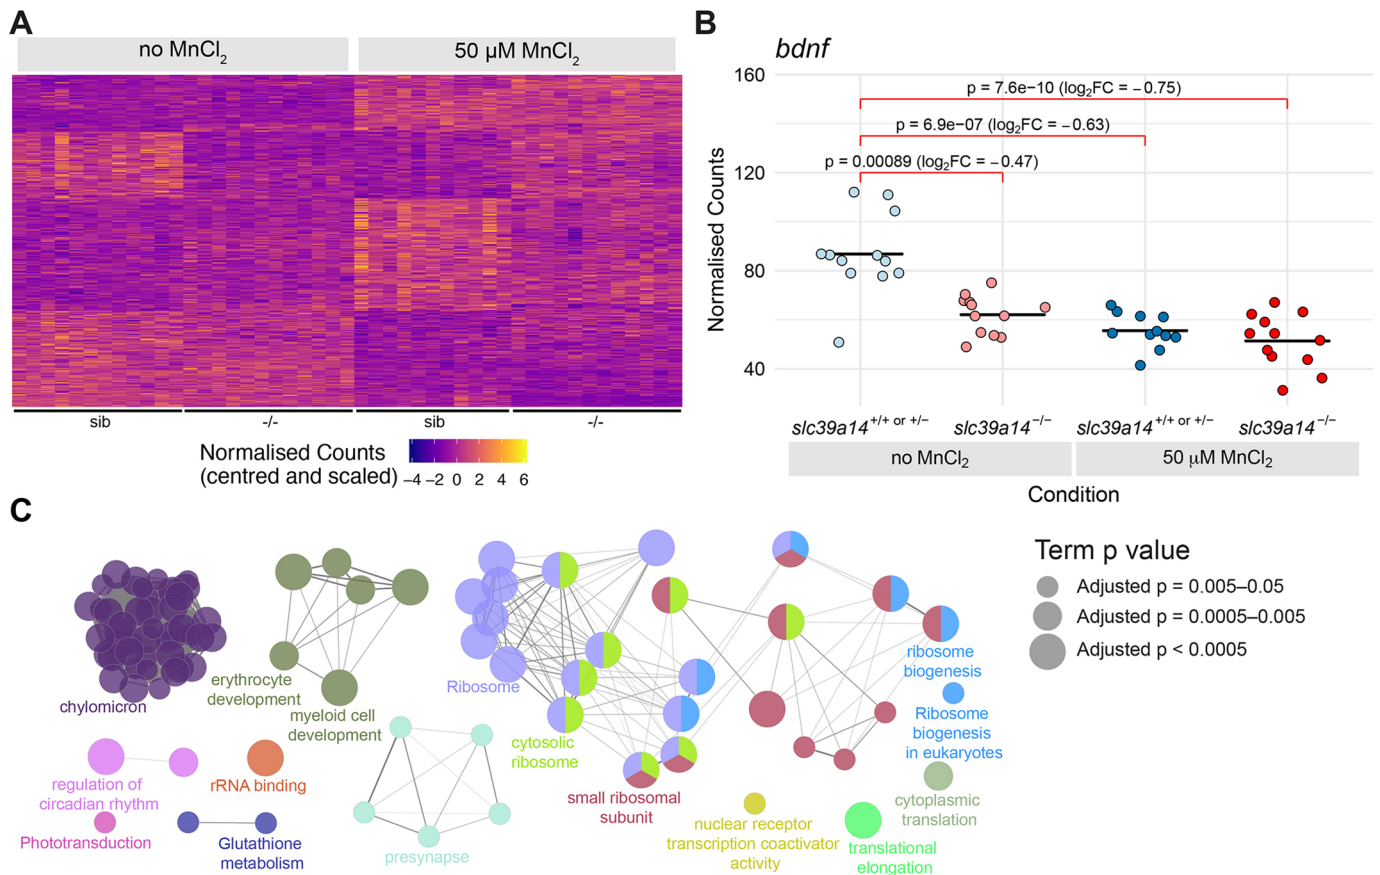 A
no MnCl₂
50 µM MnCl₂
sib
-/-
sib
-/-
Normalised Counts
(centred and scaled)
−4 −2 0 2 4 6
B
bdnf
Normalised Counts
160
120
80
40
p = 7.6e−10 (log₂FC = −0.75)
p = 6.9e−07 (log₂FC = −0.63)
p = 0.00089 (log₂FC = −0.47)
slc39a14⁺/⁺ ᵒʳ ⁺/⁻
slc39a14⁻/⁻
slc39a14⁺/⁺ ᵒʳ ⁺/⁻
slc39a14⁻/⁻
no MnCl₂
50 µM MnCl₂
Condition
C
chylomicron
erythrocyte
development
myeloid cell
development
Ribosome
cytosolic
ribosome
small ribosomal
subunit
ribosome
biogenesis
Ribosome
biogenesis
in eukaryotes
regulation of
circadian rhythm
rRNA binding
Phototransduction
Glutathione
metabolism
presynapse
nuclear receptor
transcription coactivator
activity
cytoplasmic
translation
translational
elongation
Term p value
Adjusted p = 0.005–0.05
Adjusted p = 0.0005–0.005
Adjusted p < 0.0005